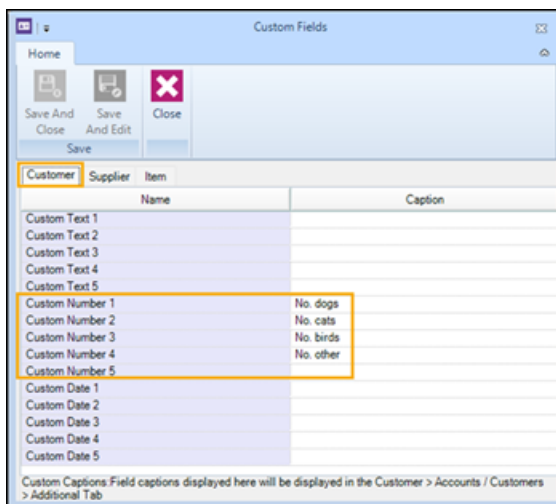 Custom Fields
Home
Save And Close
Save And Edit
Close
Save
Customer Supplier Item
Name Caption
Custom Text 1
Custom Text 2
Custom Text 3
Custom Text 4
Custom Text 5
Custom Number 1 No. dogs
Custom Number 2 No. cats
Custom Number 3 No. birds
Custom Number 4 No. other
Custom Number 5
Custom Date 1
Custom Date 2
Custom Date 3
Custom Date 4
Custom Date 5
Custom Captions:Field captions displayed here will be displayed in the Customer > Accounts / Customers
> Additional Tab